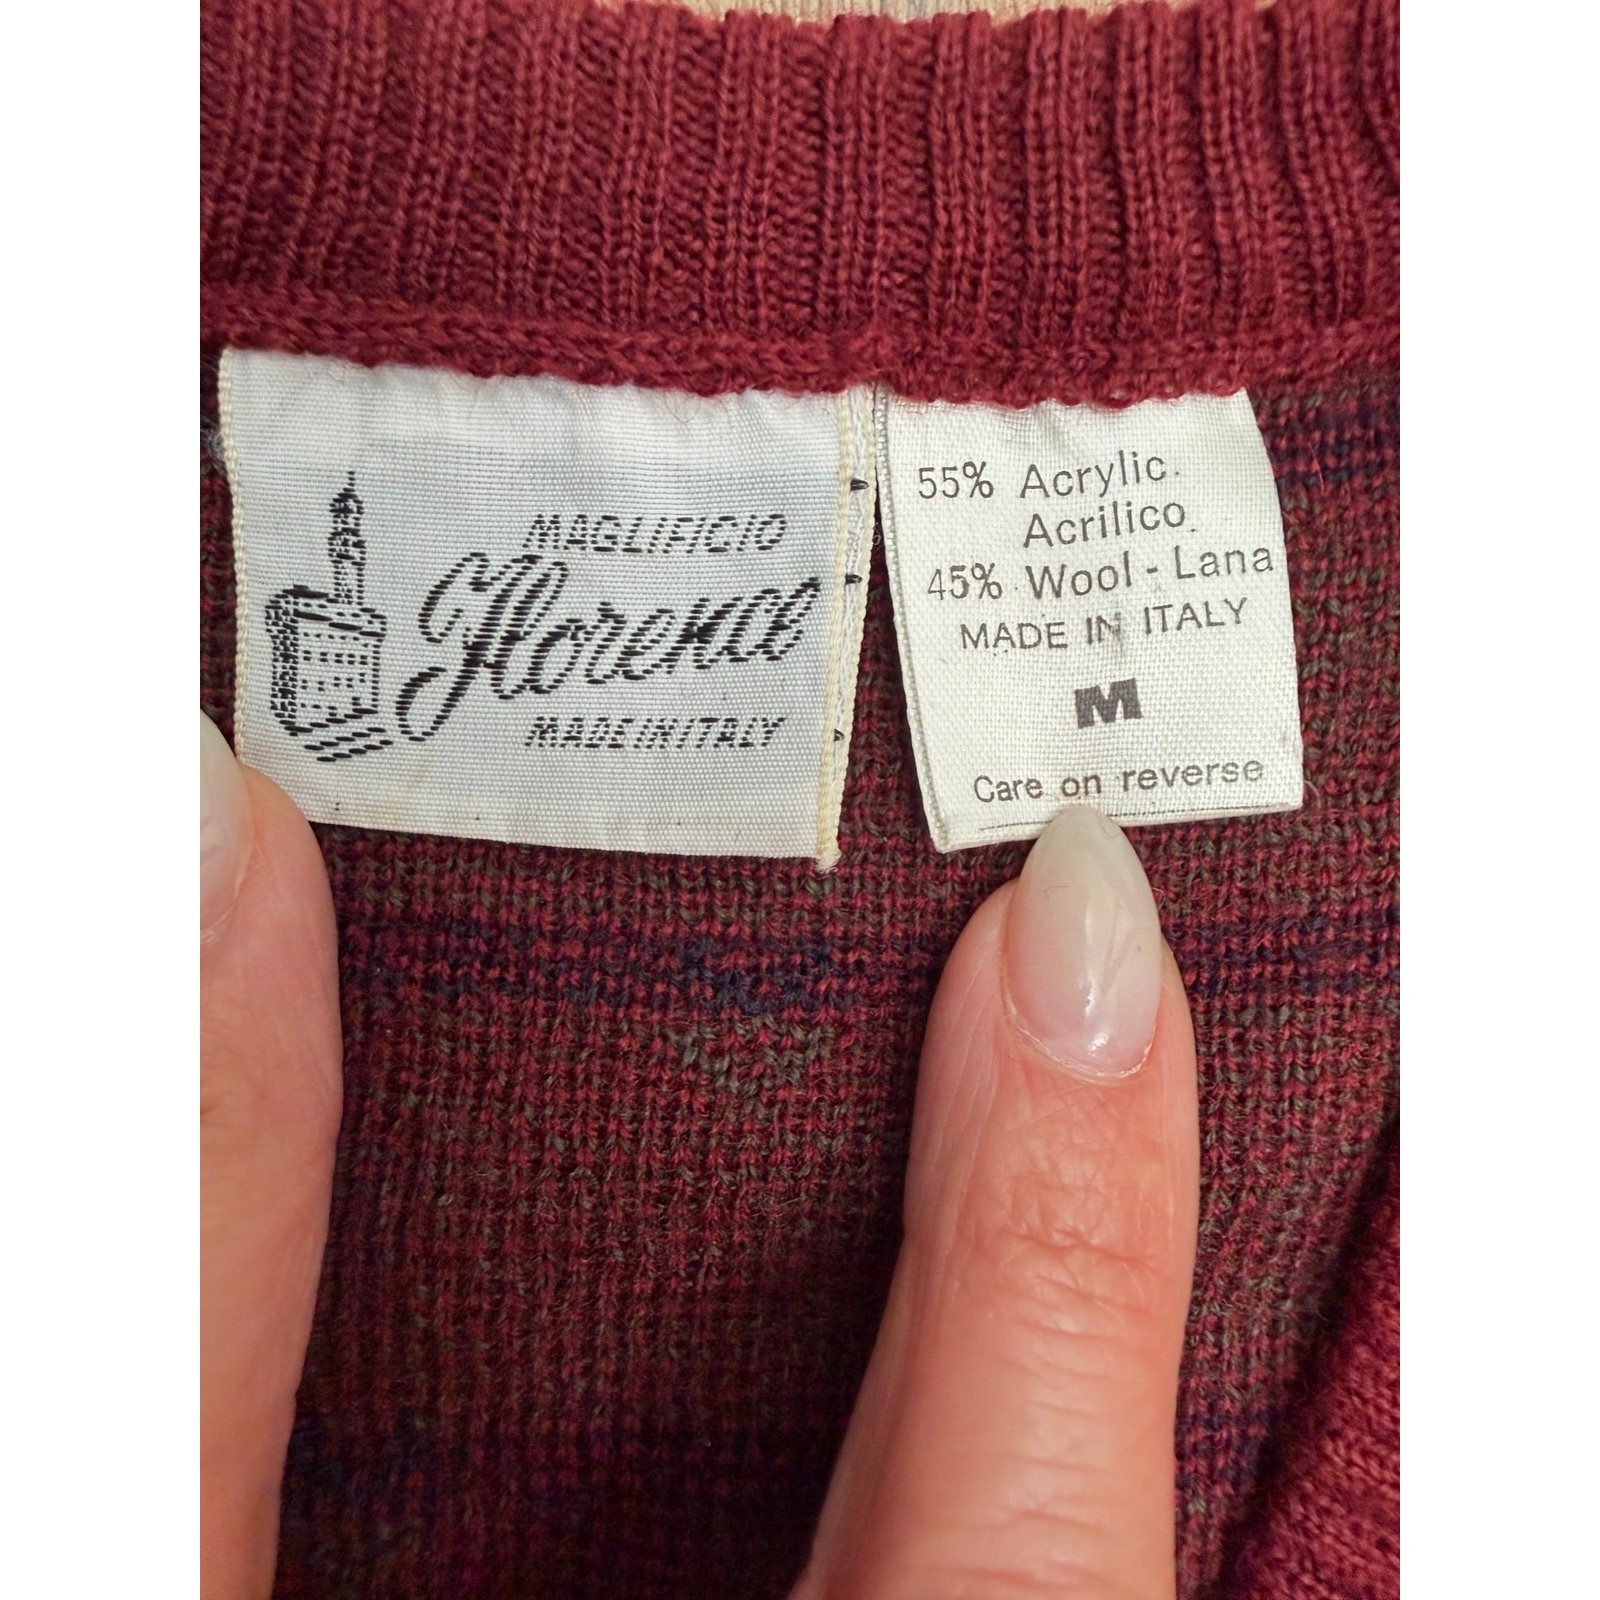 MAGLIFICIO
Florence
MADE IN ITALY
55% Acrylic.
Acrilico.
45% Wool - Lana
MADE IN ITALY
M
Care on reverse